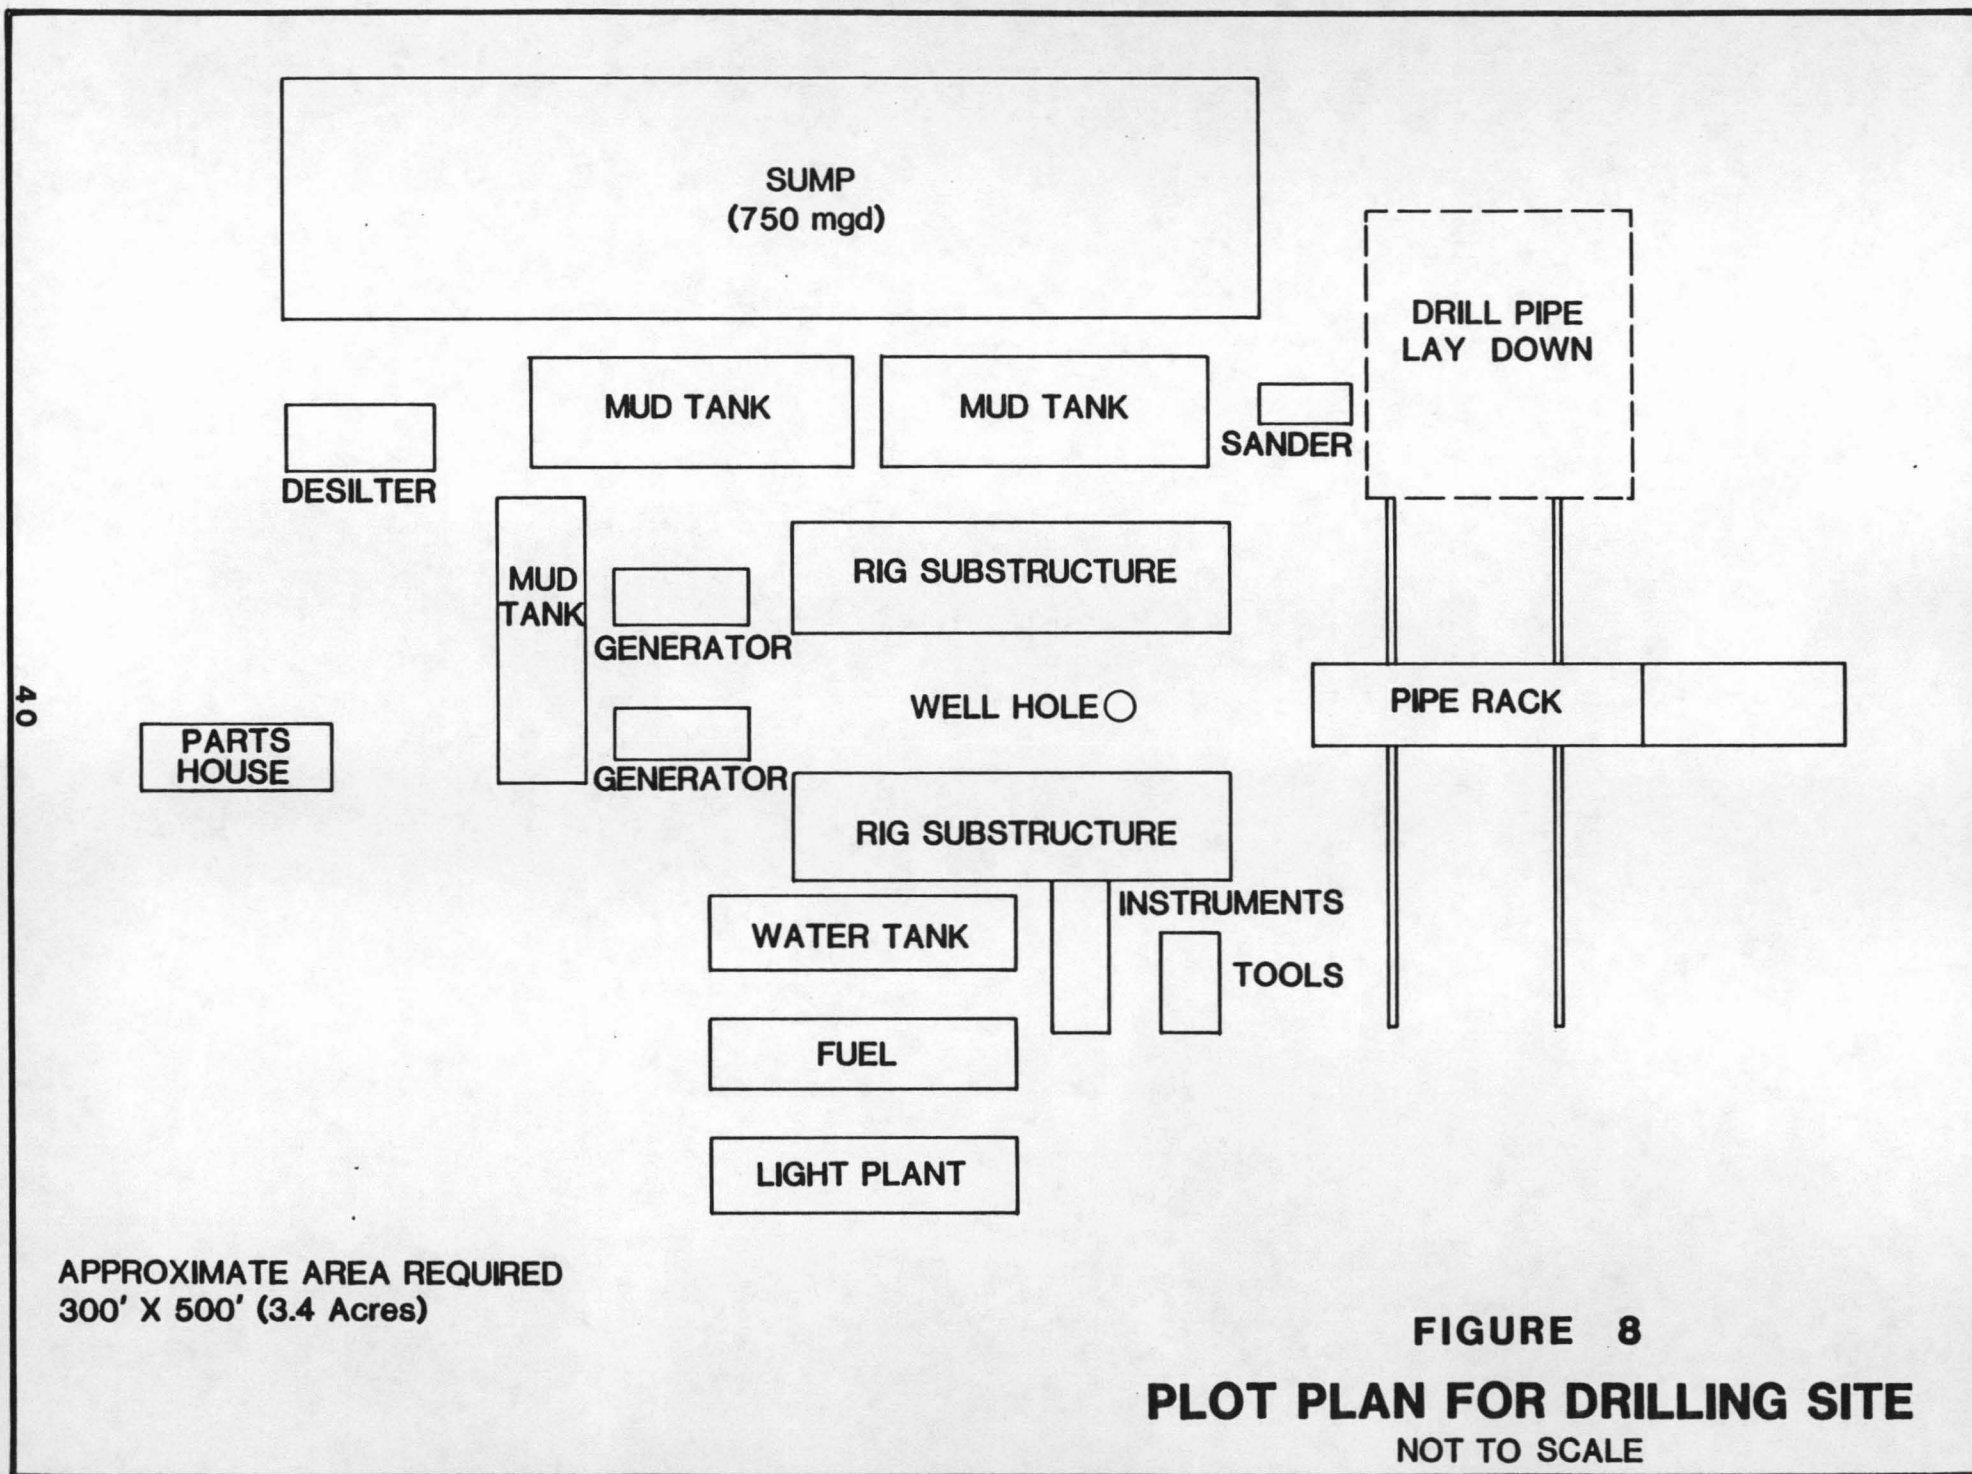 SUMP
(750 mgd)
DRILL PIPE
LAY DOWN
MUD TANK
MUD TANK
SANDER
DESILTER
MUD
TANK
RIG SUBSTRUCTURE
GENERATOR
WELL HOLE
PIPE RACK
40
PARTS
HOUSE
GENERATOR
RIG SUBSTRUCTURE
INSTRUMENTS
WATER TANK
TOOLS
FUEL
LIGHT PLANT
APPROXIMATE AREA REQUIRED
300' X 500' (3.4 Acres)
FIGURE 8
PLOT PLAN FOR DRILLING SITE
NOT TO SCALE